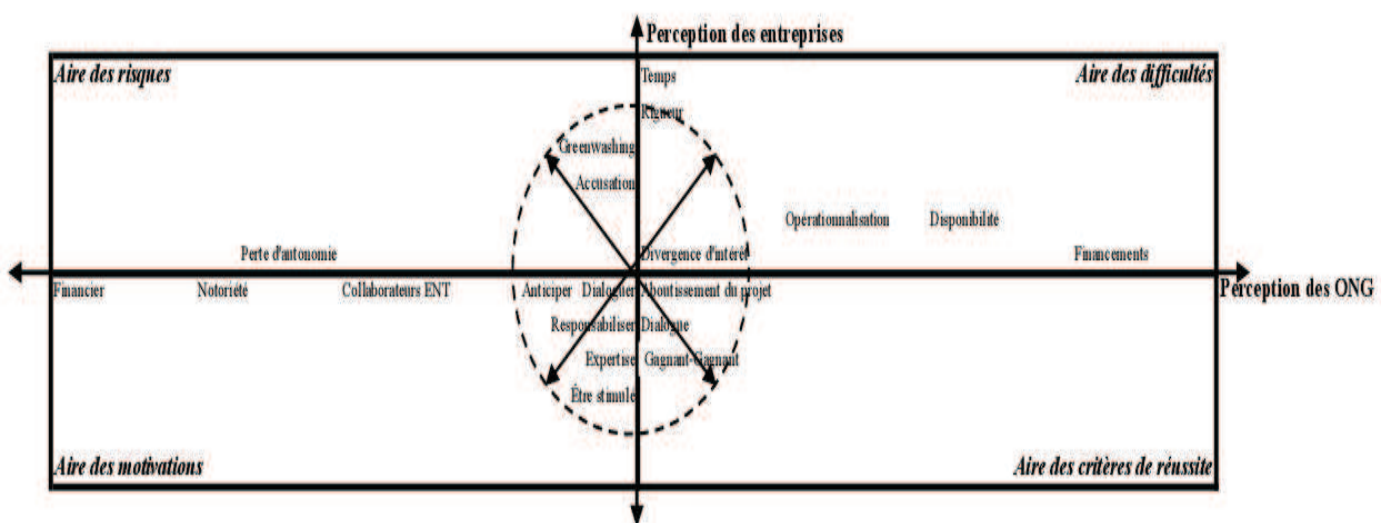 Perception des entreprises
Aire des risques
Temps
Aire des difficultés
Rigueur
Greenwashing
Accusation
Opérationnalisation
Disponibilité
Perte d'autonomie
Divergence d'intérêt
Financements
Financier
Notoriété
Collaborateurs ENT
Anticiper
Dialoguer
Aboutissement du projet
Perception des ONG
Responsabiliser
Dialogue
Expertise
Gagnant-Gagnant
Être stimulé
Aire des motivations
Aire des critères de réussite